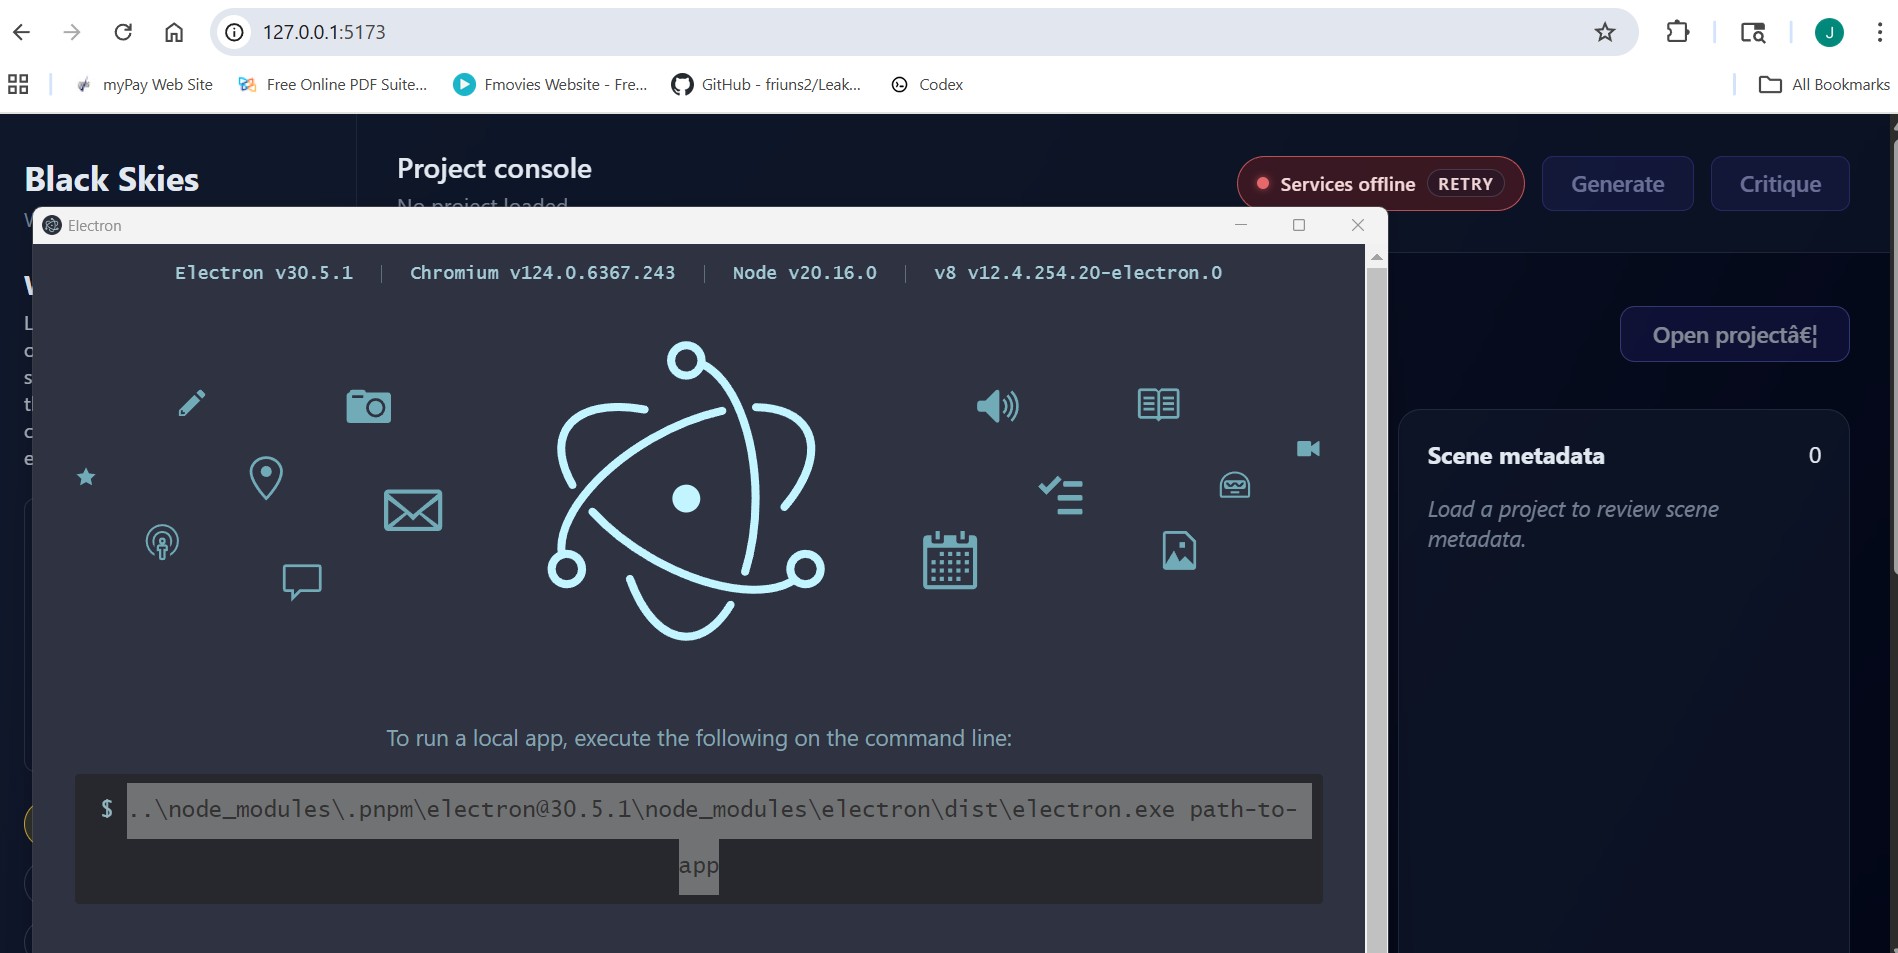 127.0.0.1:5173
J
myPay Web Site
Free Online PDF Suite...
Fmovies Website - Fre...
GitHub - friuns2/Leak...
Codex
All Bookmarks
Black Skies
Project console
No project loaded
Services offline
RETRY
Generate
Critique
Open projectâ€¦
Scene metadata
0
Load a project to review scene
metadata.
Electron
Electron v30.5.1
Chromium v124.0.6367.243
Node v20.16.0
v8 v12.4.254.20-electron.0
To run a local app, execute the following on the command line:
$ ..\node_modules\.pnpm\electron@30.5.1\node_modules\electron\dist\electron.exe path-to-
app